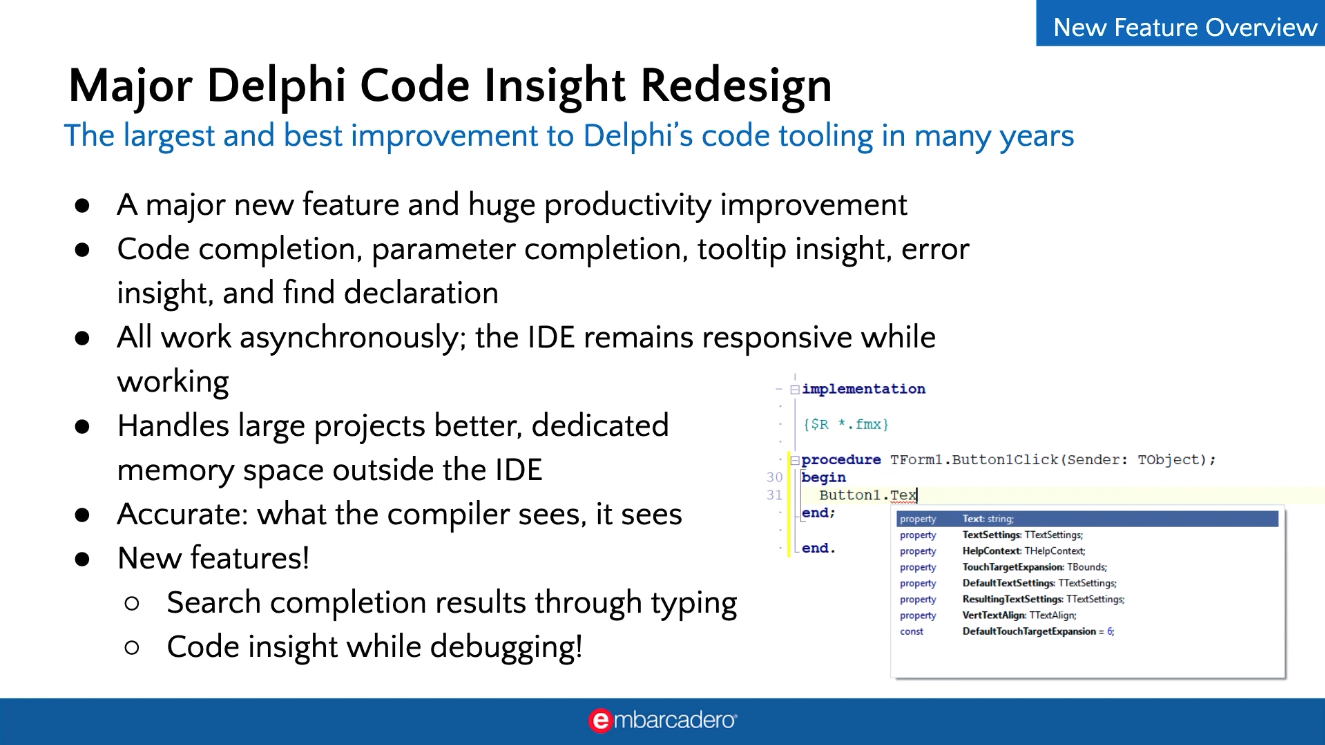 New Feature Overview
Major Delphi Code Insight Redesign
The largest and best improvement to Delphi’s code tooling in many years
● A major new feature and huge productivity improvement
● Code completion, parameter completion, tooltip insight, error
insight, and find declaration
● All work asynchronously; the IDE remains responsive while
working
● Handles large projects better, dedicated
memory space outside the IDE
● Accurate: what the compiler sees, it sees
● New features!
○ Search completion results through typing
○ Code insight while debugging!
implementation
{$R *.fmx}
procedure TForm1.Button1Click(Sender: TObject);
30 begin
31 Button1.Tex
end;
end.
property Text: string;
property TextSettings: TTextSettings;
property HelpContext: THelpContext;
property TouchTargetExpansion: TBounds;
property DefaultTextSettings: TTextSettings;
property ResultingTextSettings: TTextSettings;
property VertTextAlign: TTextAlign;
const DefaultTouchTargetExpansion = 6;
embarcadero®